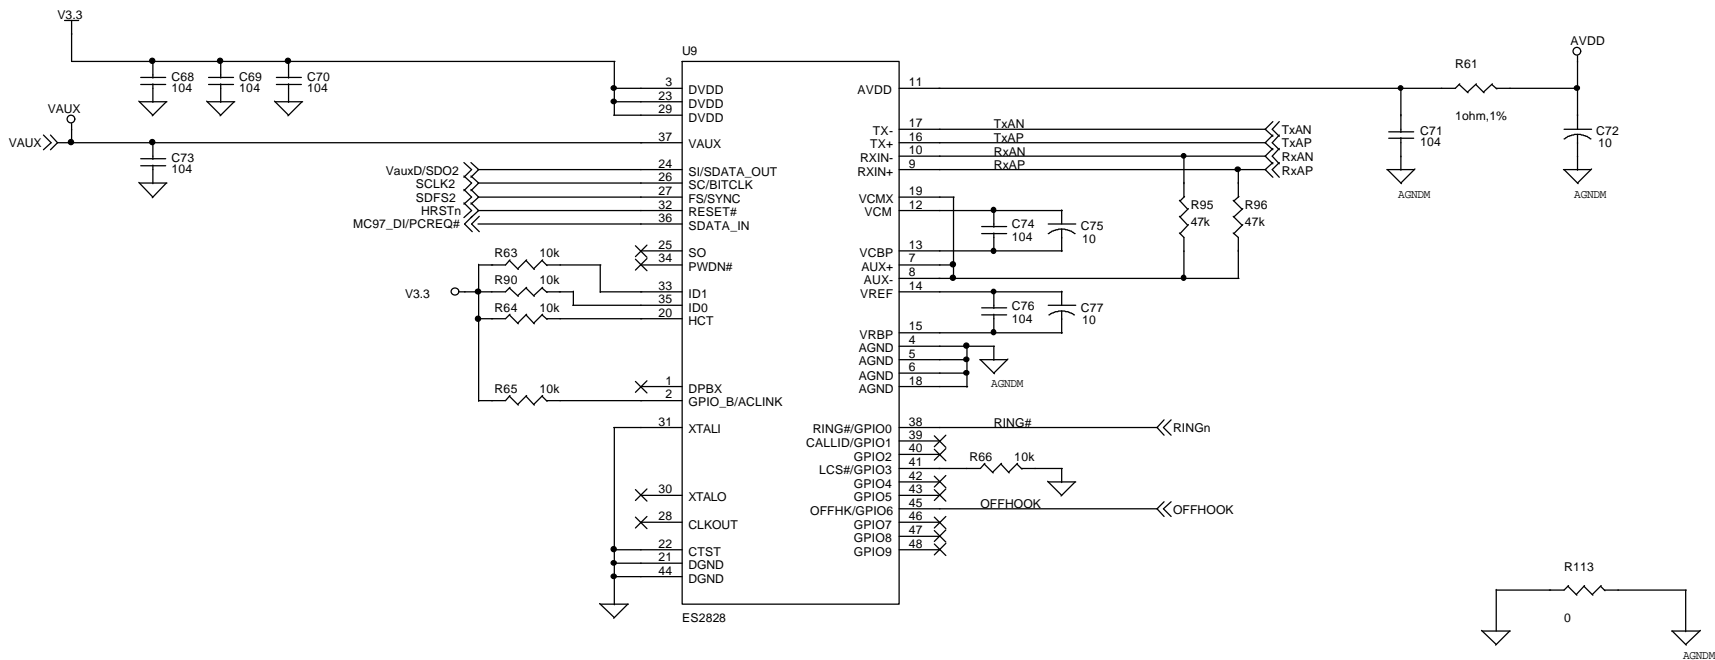 V3.3
C68
104
C69
104
C70
104
VAUX
VAUX
C73
104
U9
3 DVDD
23 DVDD
29 DVDD
37 VAUX
VauxD/SDO2 24 SI/SDATA_OUT
SCLK2 26 SC/BITCLK
SDFS2 27 FS/SYNC
HRSTn 32 RESET#
MC97_DI/PCREQ# 36 SDATA_IN
25 SO
34 PWDN#
V3.3
R63 10k 33 ID1
R90 10k 35 ID0
R64 10k 20 HCT
1 DPBX
R65 10k 2 GPIO_B/ACLINK
31 XTALI
30 XTALO
28 CLKOUT
22 CTST
21 DGND
44 DGND
ES2828
AVDD 11
TX- 17 TxAN TxAN
TX+ 16 TxAP TxAP
RXIN- 10 RxAN RxAN
RXIN+ 9 RxAP RxAP
VCMX 19
VCM 12
VCBP 13
AUX+ 7
AUX- 8
VREF 14
VRBP 15
AGND 4
AGND 5
AGND 6
AGND 18
AGNDM
C74
104
C75
10
C76
104
C77
10
R95
47k
R96
47k
RING#/GPIO0 38 RING# RINGn
CALLID/GPIO1 39
GPIO2 40
LCS#/GPIO3 41 R66 10k
GPIO4 42
GPIO5 43
OFFHK/GPIO6 45 OFFHOOK OFFHOOK
GPIO7 46
GPIO8 47
GPIO9 48
AVDD
R61
1ohm,1%
C71
104
AGNDM
C72
10
AGNDM
R113
0
AGNDM